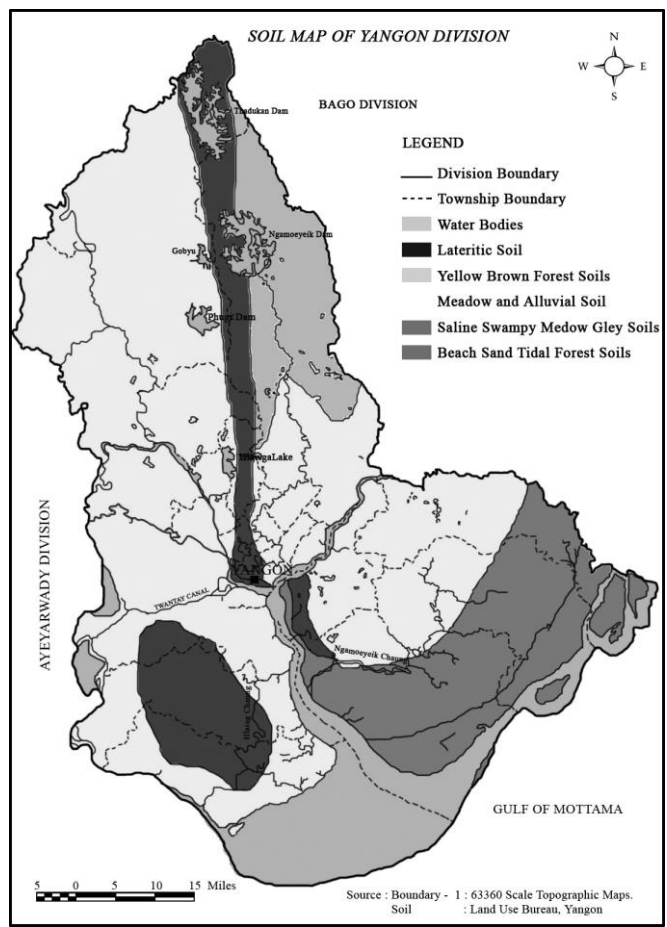 SOIL MAP OF YANGON DIVISION
N
W E
S
BAGO DIVISION
Thadukan Dam
LEGEND
Division Boundary
Township Boundary
Water Bodies
Lateritic Soil
Yellow Brown Forest Soils
Meadow and Alluvial Soil
Saline Swampy Medow Gley Soils
Beach Sand Tidal Forest Soils
Ngamoeyeik Dam
Gobyu
Phugyi Dam
HlawgaLake
YANGON
AYEYARWADY DIVISION
TWANTAY CANAL
Ngamoeyeik Chaung
GULF OF MOTTAMA
5 0 5 10 15 Miles
Source : Boundary - 1 : 63360 Scale Topographic Maps.
Soil : Land Use Bureau, Yangon